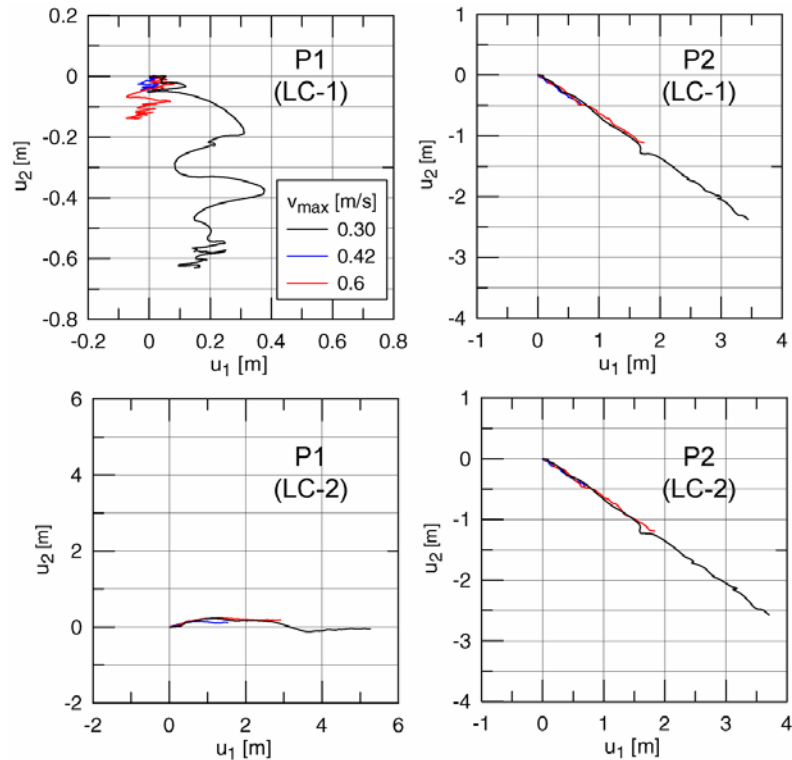 0.2
0
-0.2
-0.4
-0.6
-0.8
u2 [m]
P1
(LC-1)
vmax [m/s]
0.30
0.42
0.6
-0.2 0 0.2 0.4 0.6 0.8
u1 [m]
1
0
-1
-2
-3
-4
u2 [m]
P2
(LC-1)
-1 0 1 2 3 4
u1 [m]
6
4
2
0
-2
u2 [m]
P1
(LC-2)
-2 0 2 4 6
u1 [m]
1
0
-1
-2
-3
-4
u2 [m]
P2
(LC-2)
-1 0 1 2 3 4
u1 [m]